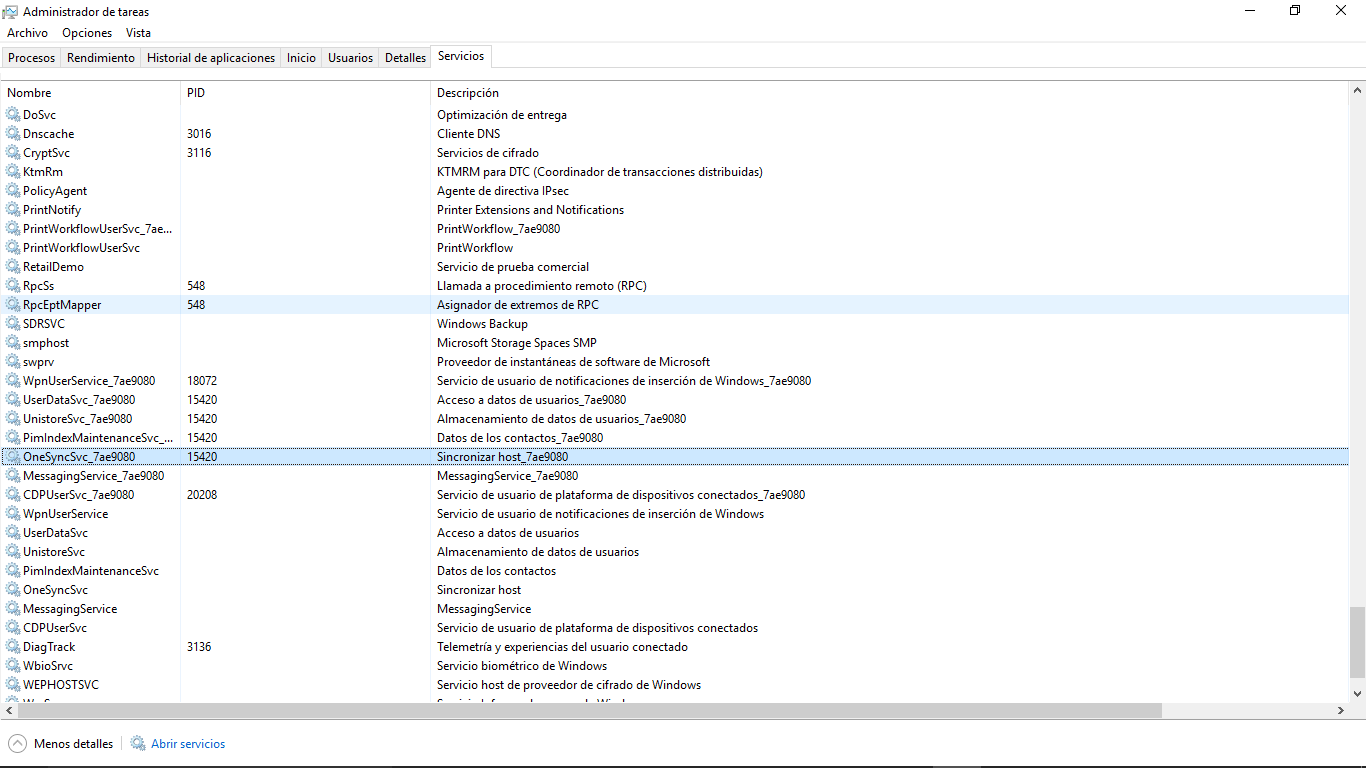 Administrador de tareas
Archivo Opciones Vista
Procesos Rendimiento Historial de aplicaciones Inicio Usuarios Detalles Servicios
Nombre PID Descripción
DoSvc Optimización de entrega
Dnscache 3016 Cliente DNS
CryptSvc 3116 Servicios de cifrado
KtmRm KTMRM para DTC (Coordinador de transacciones distribuidas)
PolicyAgent Agente de directiva IPsec
PrintNotify Printer Extensions and Notifications
PrintWorkflowUserSvc_7ae... PrintWorkflow_7ae9080
PrintWorkflowUserSvc PrintWorkflow
RetailDemo Servicio de prueba comercial
RpcSs 548 Llamada a procedimiento remoto (RPC)
RpcEptMapper 548 Asignador de extremos de RPC
SDRSVC Windows Backup
smphost Microsoft Storage Spaces SMP
swprv Proveedor de instantáneas de software de Microsoft
WpnUserService_7ae9080 18072 Servicio de usuario de notificaciones de inserción de Windows_7ae9080
UserDataSvc_7ae9080 15420 Acceso a datos de usuarios_7ae9080
UnistoreSvc_7ae9080 15420 Almacenamiento de datos de usuarios_7ae9080
PimIndexMaintenanceSvc_... 15420 Datos de los contactos_7ae9080
OneSyncSvc_7ae9080 15420 Sincronizar host_7ae9080
MessagingService_7ae9080 MessagingService_7ae9080
CDPUserSvc_7ae9080 20208 Servicio de usuario de plataforma de dispositivos conectados_7ae9080
WpnUserService Servicio de usuario de notificaciones de inserción de Windows
UserDataSvc Acceso a datos de usuarios
UnistoreSvc Almacenamiento de datos de usuarios
PimIndexMaintenanceSvc Datos de los contactos
OneSyncSvc Sincronizar host
MessagingService MessagingService
CDPUserSvc Servicio de usuario de plataforma de dispositivos conectados
DiagTrack 3136 Telemetría y experiencias del usuario conectado
WbioSrvc Servicio biométrico de Windows
WEPHOSTSVC Servicio host de proveedor de cifrado de Windows
Menos detalles Abrir servicios